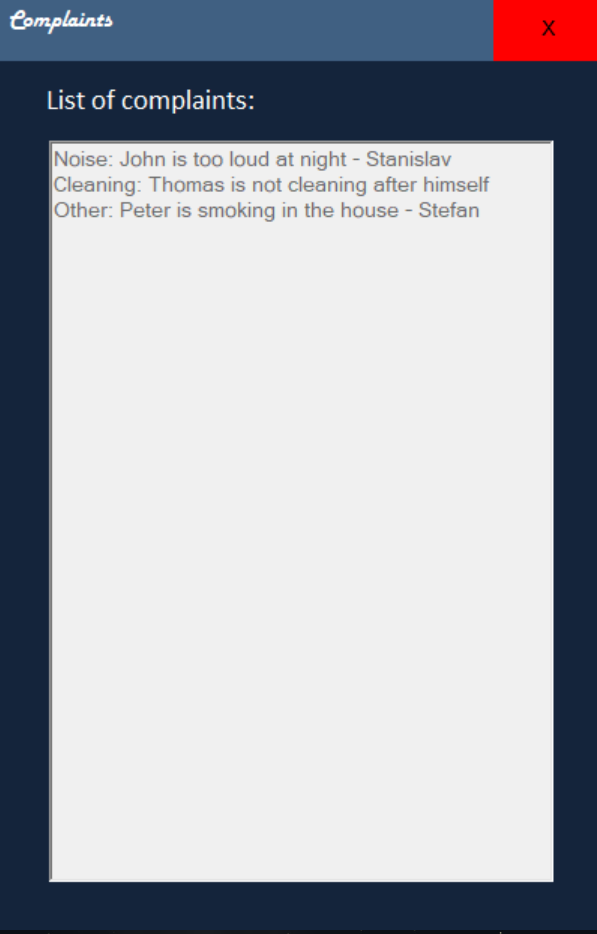 Complaints
X
List of complaints:
Noise: John is too loud at night - Stanislav
Cleaning: Thomas is not cleaning after himself
Other: Peter is smoking in the house - Stefan